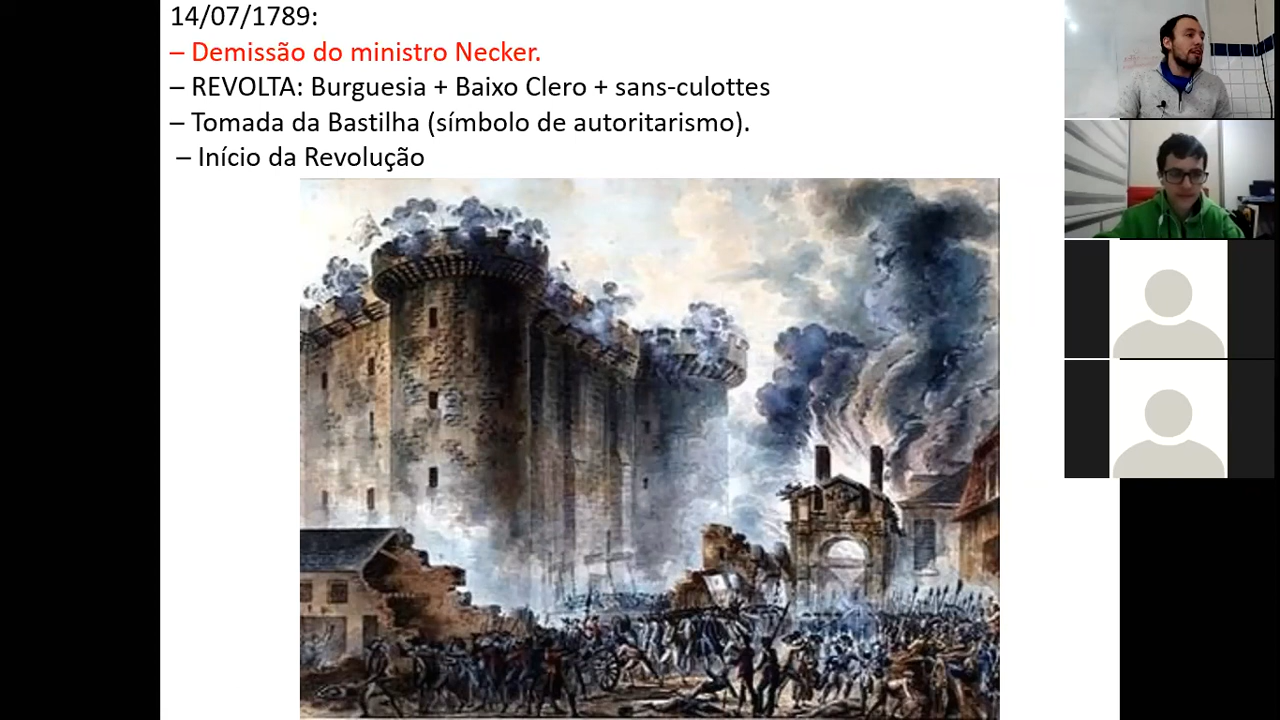 14/07/1789:
– Demissão do ministro Necker.
– REVOLTA: Burguesia + Baixo Clero + sans-culottes
– Tomada da Bastilha (símbolo de autoritarismo).
– Início da Revolução